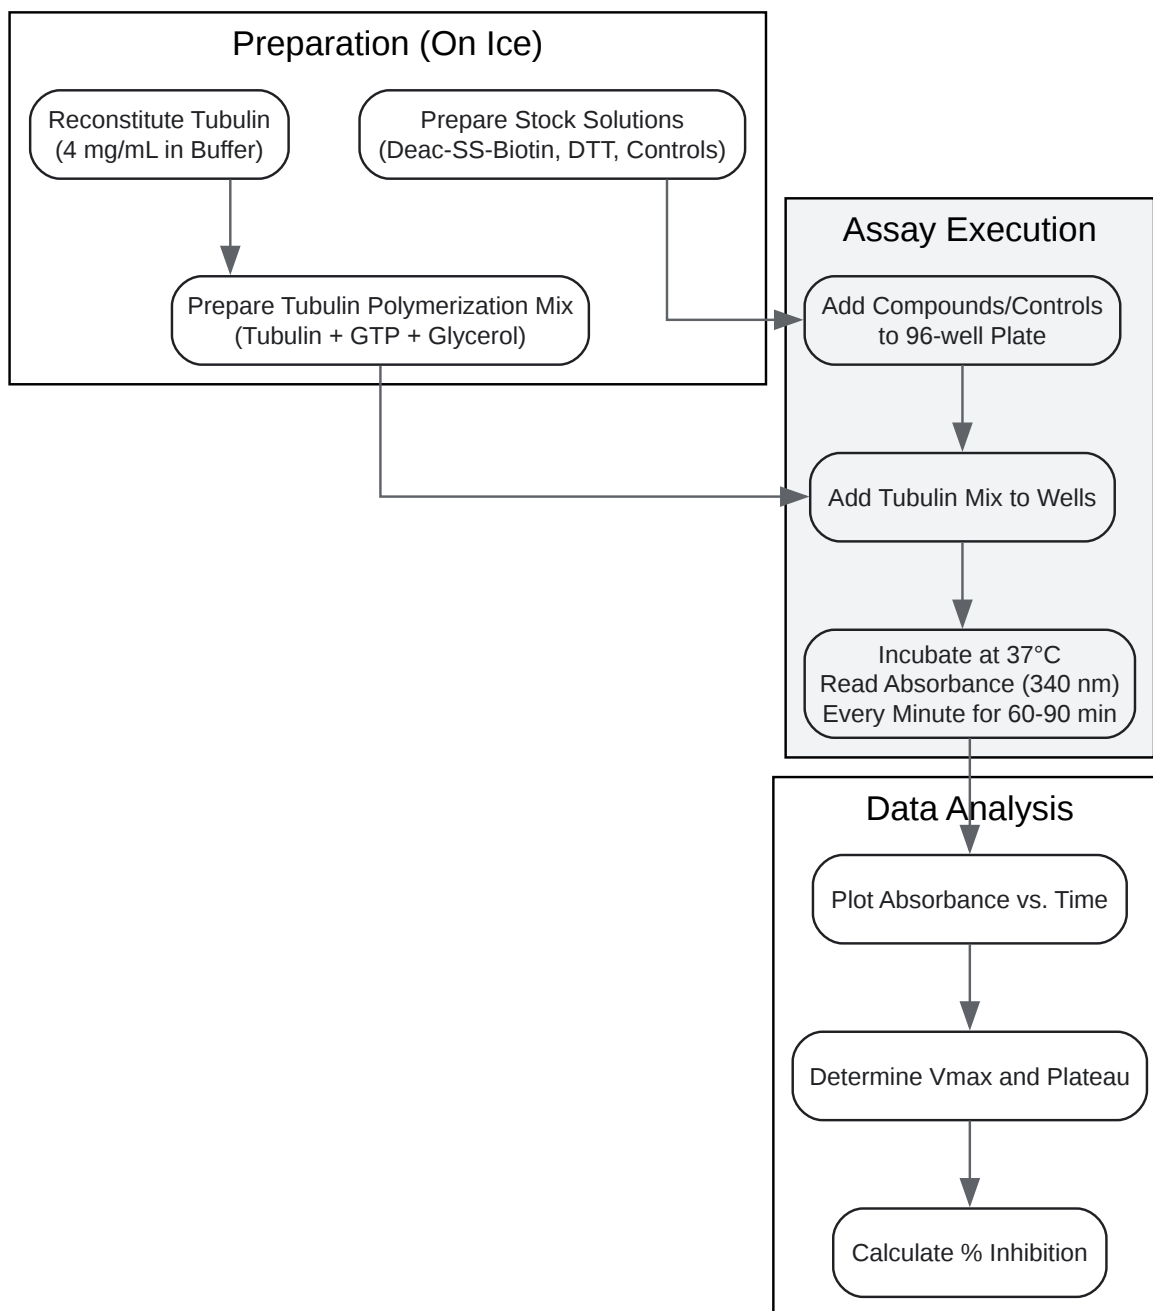 Preparation (On Ice)
Reconstitute Tubulin
(4 mg/mL in Buffer)
Prepare Stock Solutions
(Deac-SS-Biotin, DTT, Controls)
Prepare Tubulin Polymerization Mix
(Tubulin + GTP + Glycerol)
Assay Execution
Add Compounds/Controls
to 96-well Plate
Add Tubulin Mix to Wells
Incubate at 37°C
Read Absorbance (340 nm)
Every Minute for 60-90 min
Data Analysis
Plot Absorbance vs. Time
Determine Vmax and Plateau
Calculate % Inhibition